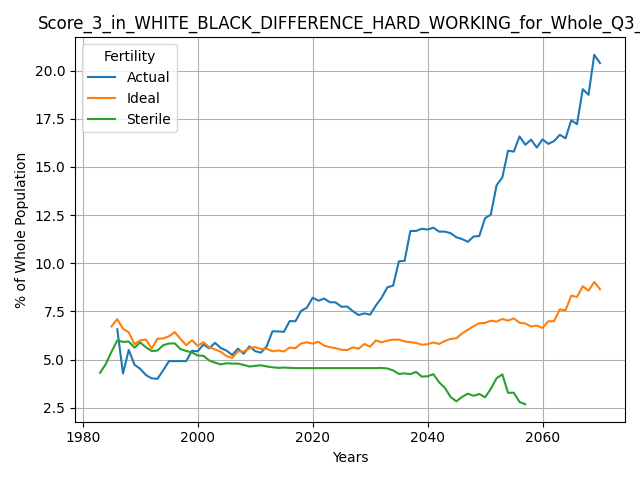 Score_3_in_WHITE_BLACK_DIFFERENCE_HARD_WORKING_for_Whole_Q3_
Fertility
Actual
Ideal
Sterile
% of Whole Population
20.0
17.5
15.0
12.5
10.0
7.5
5.0
2.5
1980 2000 2020 2040 2060
Years